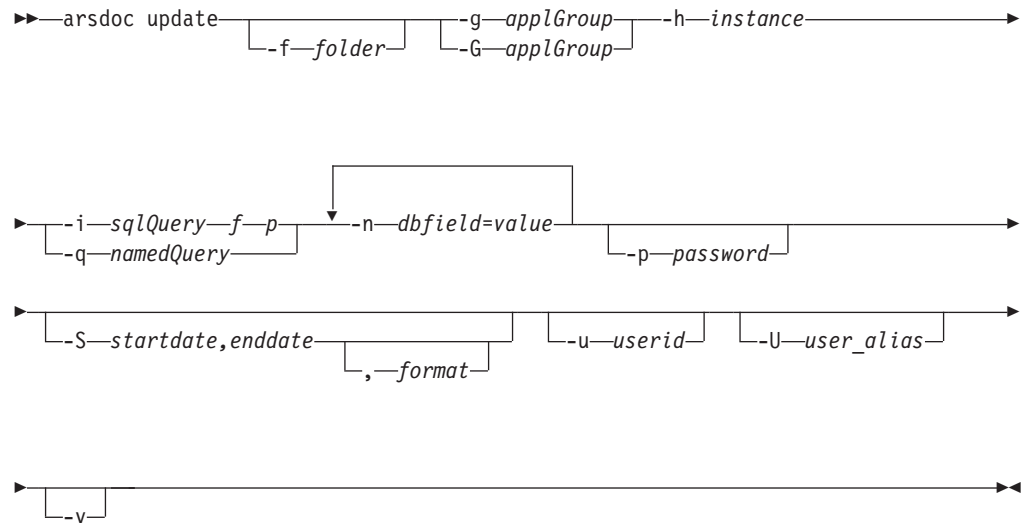 arsdoc update -g applGroup -h instance
-f folder -G applGroup
-i sqlQuery f p -n dbfield=value
-q namedQuery -p password
-S startdate,enddate -u userid -U user_alias
, format
-v